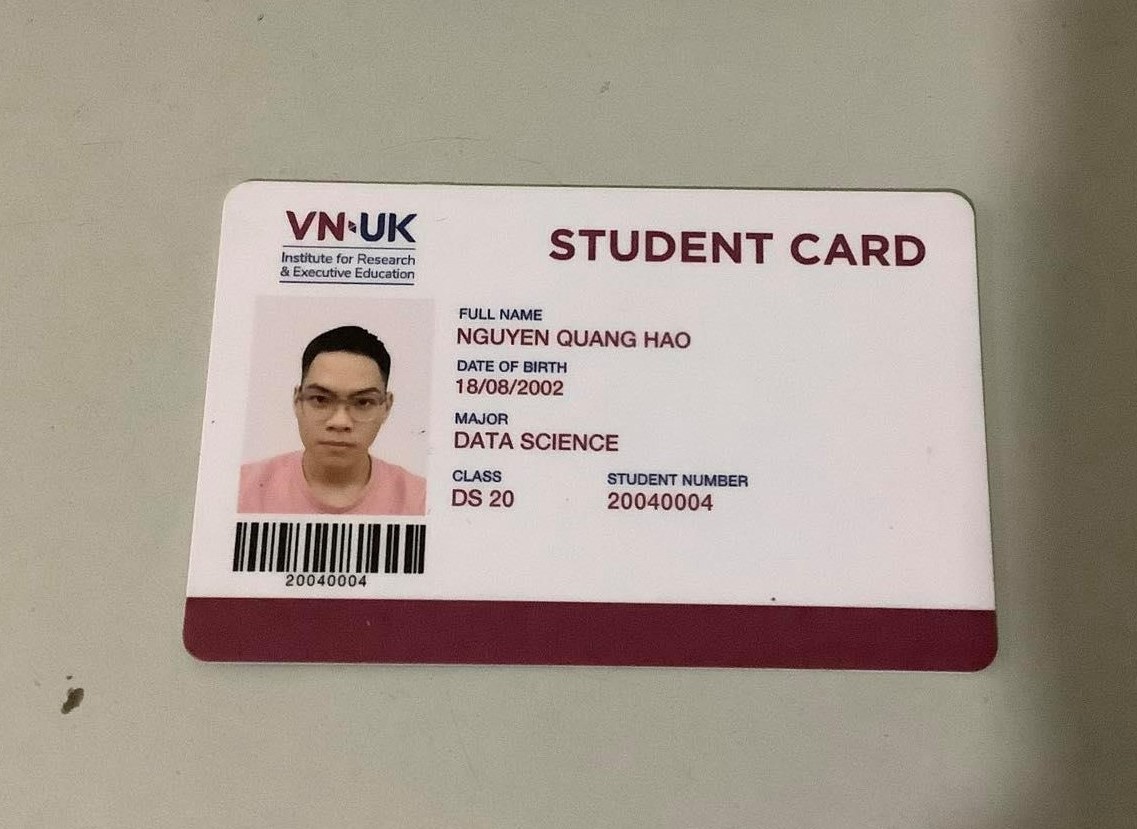 VN UK
Institute for Research
& Executive Education
STUDENT CARD
FULL NAME
NGUYEN QUANG HAO
DATE OF BIRTH
18/08/2002
MAJOR
DATA SCIENCE
CLASS
DS 20
STUDENT NUMBER
20040004
20040004